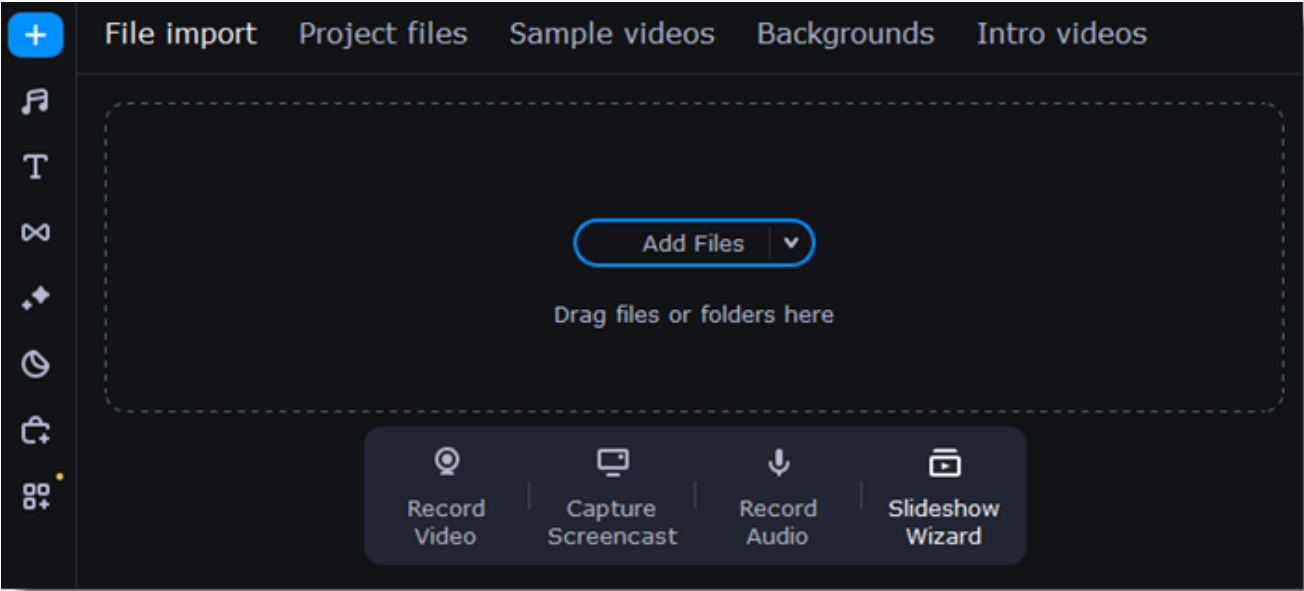 File import Project files Sample videos Backgrounds Intro videos
Add Files
Drag files or folders here
Record Video
Capture Screencast
Record Audio
Slideshow Wizard